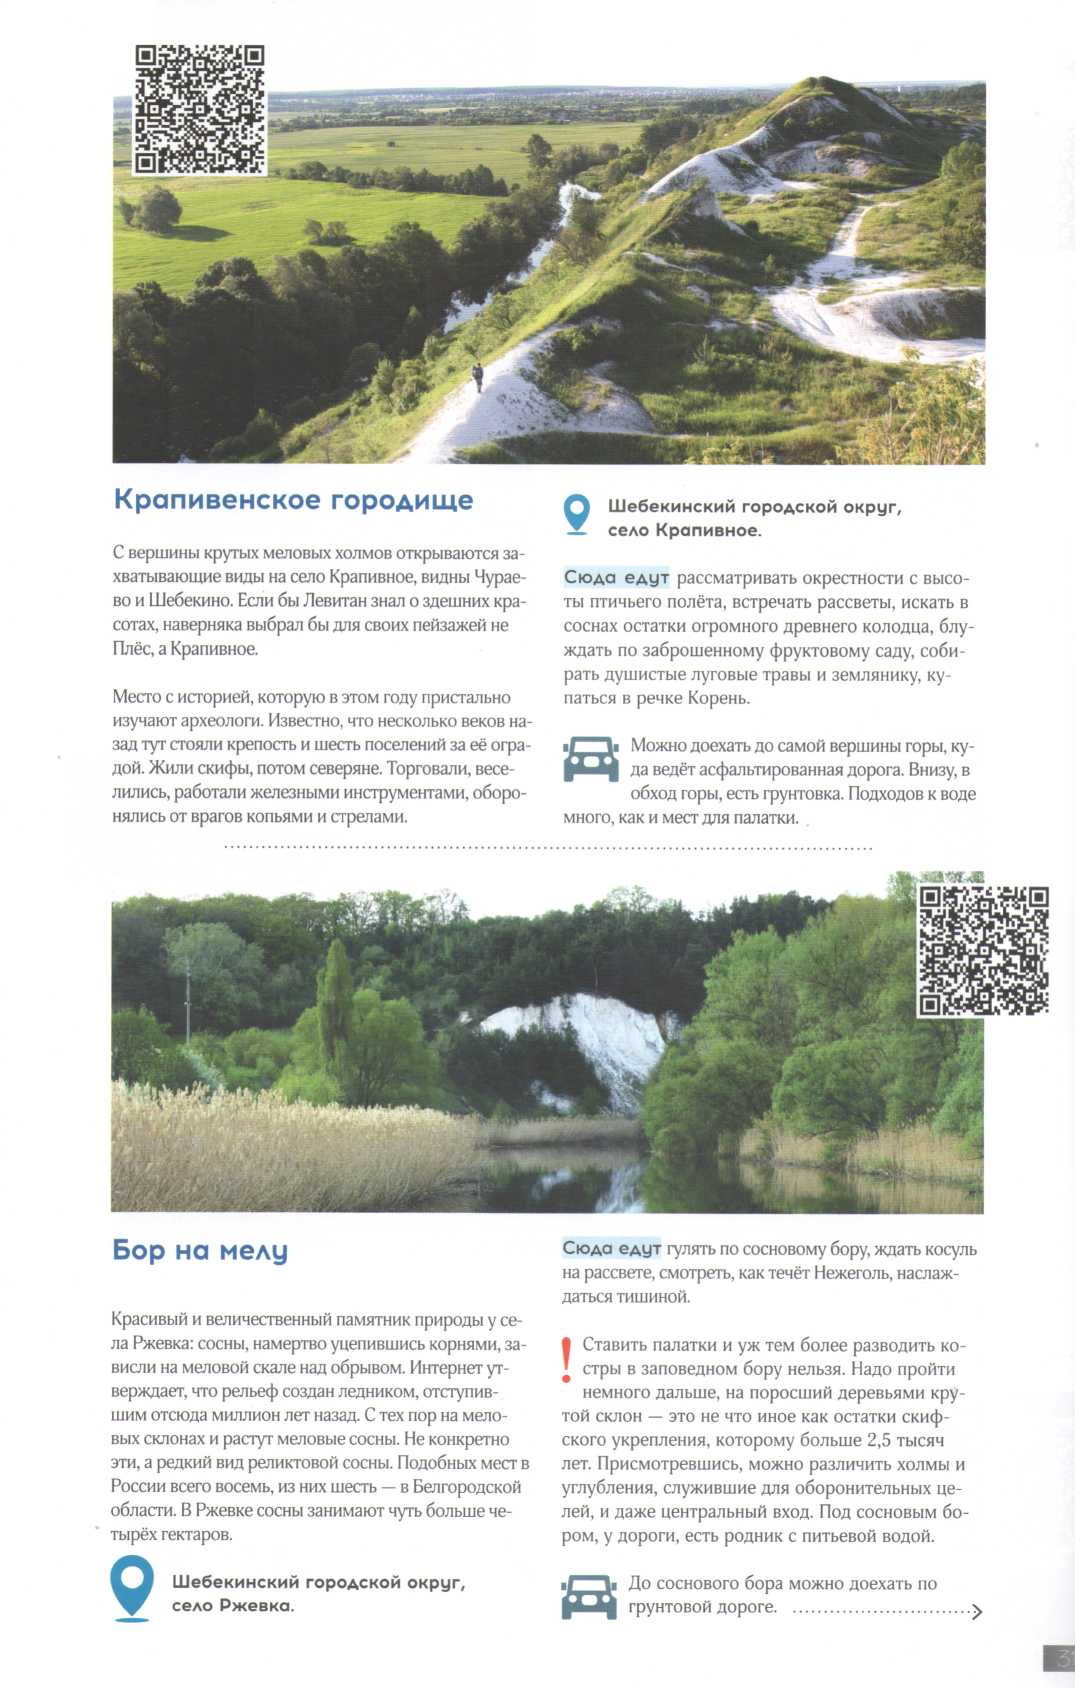 Крапивенское городище
С вершины крутых меловых холмов открываются за-
хватывающие виды на село Крапивное, видны Чурае-
во и Шебекино. Если бы Левитан знал о здешних кра-
сотах, наверняка выбрал бы для своих пейзажей не
Плёс, а Крапивное.
Место с историей, которую в этом году пристально
изучают археологи. Известно, что несколько веков на-
зад тут стояли крепость и шесть поселений за её огра-
дой. Жили скифы, потом северяне. Торговали, весе-
лились, работали железными инструментами, оборо-
нялись от врагов копьями и стрелами.
Шебекинский городской округ,
село Крапивное.
Сюда едут рассматривать окрестности с высо-
ты птичьего полёта, встречать рассветы, искать в
соснах остатки огромного древнего колодца, блу-
ждать по заброшенному фруктовому саду, соби-
рать душистые луговые травы и землянику, ку-
паться в речке Корень.
Можно доехать до самой вершины горы, ку-
да ведёт асфальтированная дорога. Внизу, в
обход горы, есть грунтовка. Подходов к воде
много, как и мест для палатки.
Бор на мелу
Красивый и величественный памятник природы у се-
ла Ржевка: сосны, намертво уцепившись корнями, за-
висли на меловой скале над обрывом. Интернет ут-
верждает, что рельеф создан ледником, отступив-
шим отсюда миллион лет назад. С тех пор на мело-
вых склонах и растут меловые сосны. Не конкретно
эти, а редкий вид реликтовой сосны. Подобных мест в
России всего восемь, из них шесть — в Белгородской
области. В Ржевке сосны занимают чуть больше че-
тырёх гектаров.
Шебекинский городской округ,
село Ржевка.
Сюда едут гулять по сосновому бору, ждать косуль
на рассвете, смотреть, как течёт Нежеголь, наслаж-
даться тишиной.
! Ставить палатки и уж тем более разводить ко-
стры в заповедном бору нельзя. Надо пройти
немного дальше, на поросший деревьями кру-
той склон — это не что иное как остатки скиф-
ского укрепления, которому больше 2,5 тысяч
лет. Присмотревшись, можно различить холмы и
углубления, служившие для оборонительных це-
лей, и даже центральный вход. Под сосновым бо-
ром, у дороги, есть родник с питьевой водой.
До соснового бора можно доехать по
грунтовой дороге.